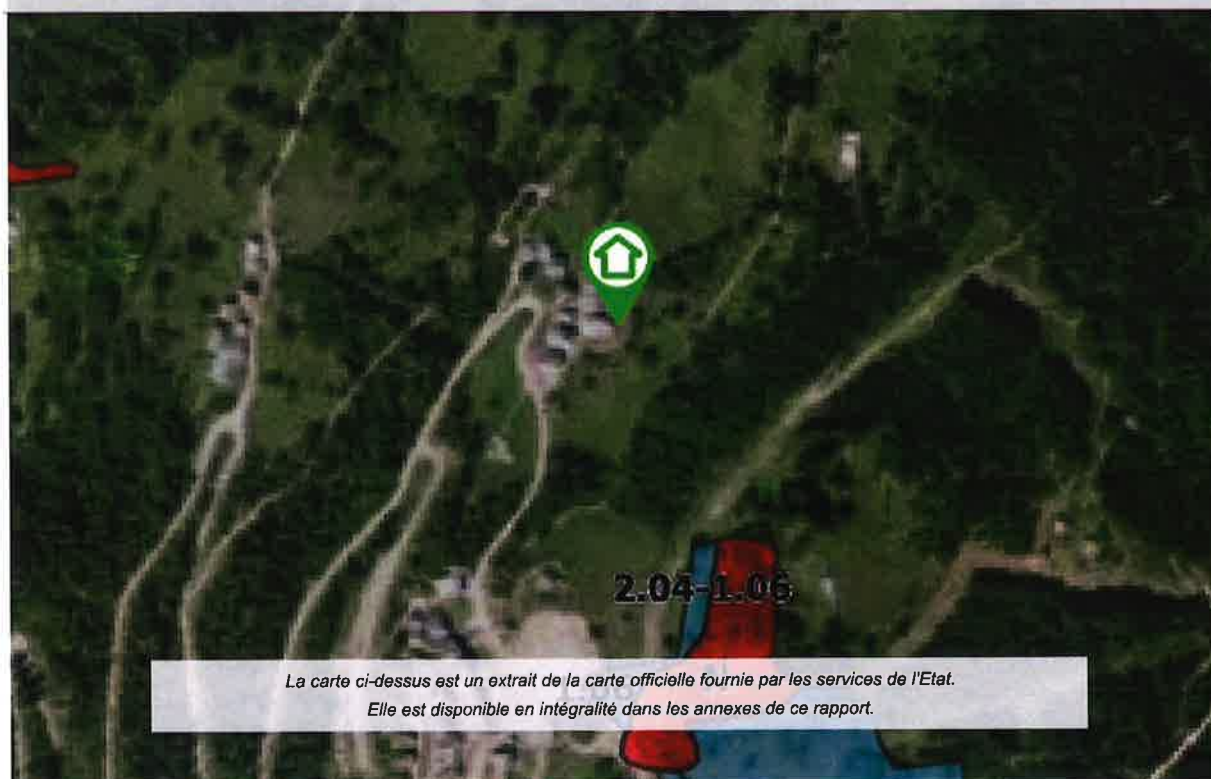 2.04-1.06
La carte ci-dessus est un extrait de la carte officielle fournie par les services de l'Etat.
Elle est disponible en intégralité dans les annexes de ce rapport.